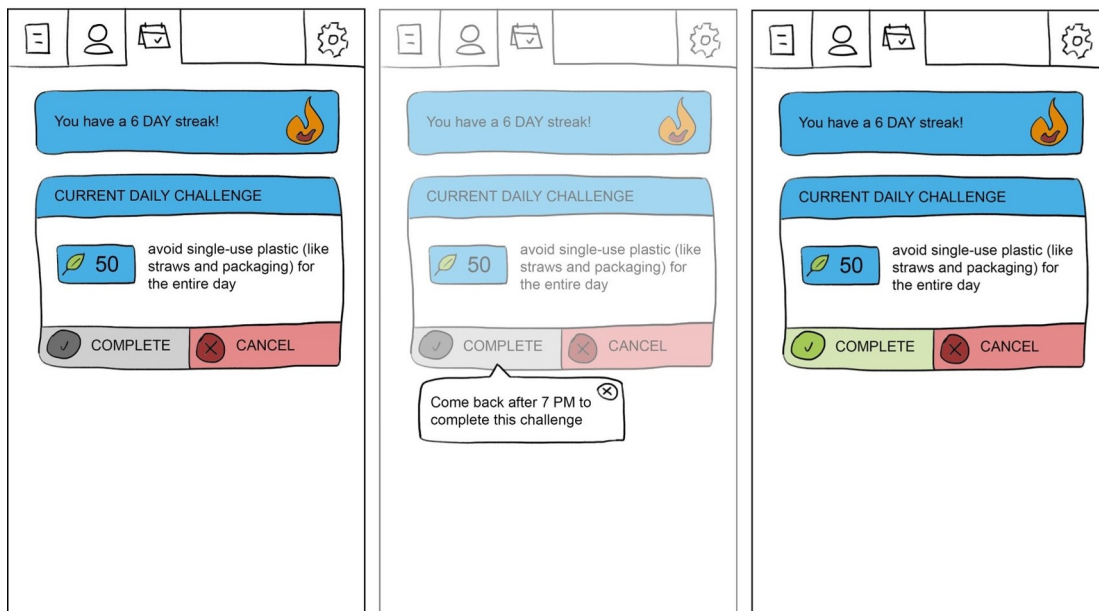 You have a 6 DAY streak!
CURRENT DAILY CHALLENGE
50
avoid single-use plastic (like
straws and packaging) for
the entire day
COMPLETE
CANCEL
You have a 6 DAY streak!
CURRENT DAILY CHALLENGE
50
avoid single-use plastic (like
straws and packaging) for
the entire day
COMPLETE
CANCEL
Come back after 7 PM to
complete this challenge
You have a 6 DAY streak!
CURRENT DAILY CHALLENGE
50
avoid single-use plastic (like
straws and packaging) for
the entire day
COMPLETE
CANCEL